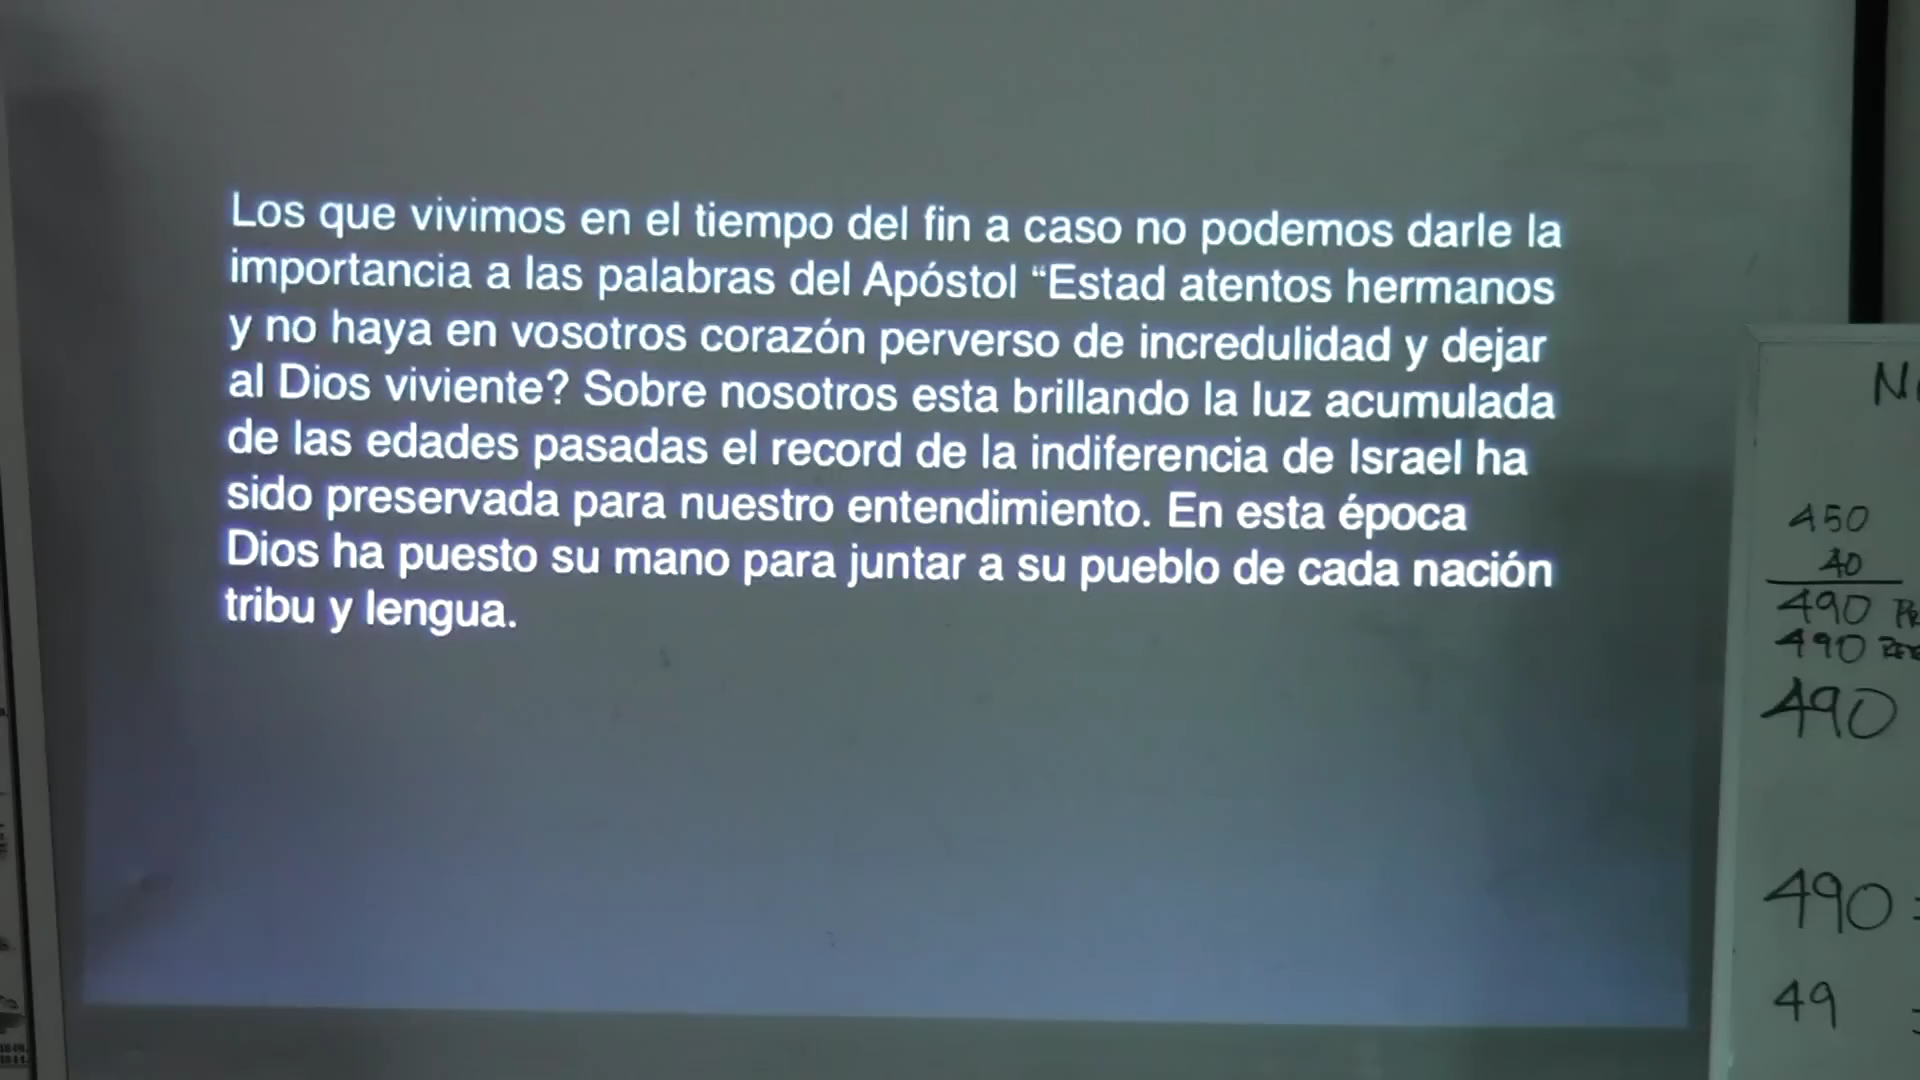 Los que vivimos en el tiempo del fin a caso no podemos darle la
importancia a las palabras del Apóstol “Estad atentos hermanos
y no haya en vosotros corazón perverso de incredulidad y dejar
al Dios viviente? Sobre nosotros esta brillando la luz acumulada
de las edades pasadas el record de la indiferencia de Israel ha
sido preservada para nuestro entendimiento. En esta época
Dios ha puesto su mano para juntar a su pueblo de cada nación
tribu y lengua.
450
40
490
490
490
490 =
49 =